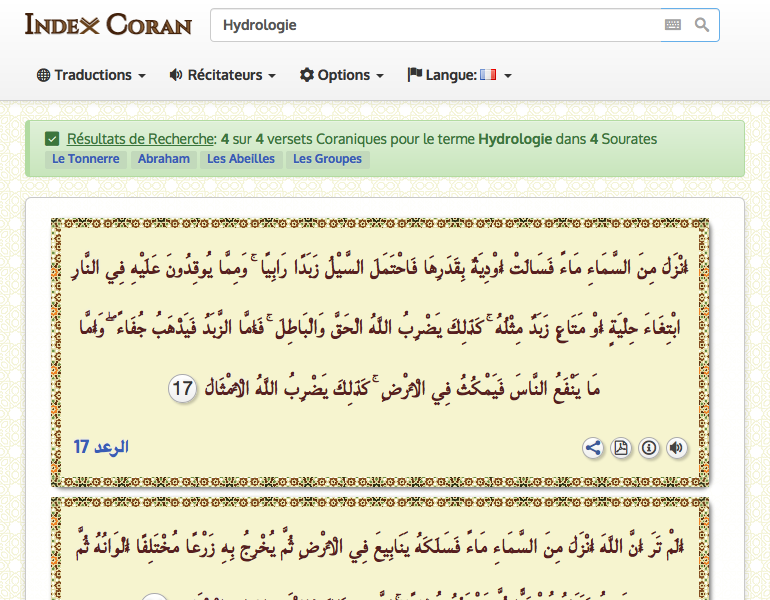 INDEX CORAN
Hydrologie
Traductions Récitateurs Options Langue:
Résultats de Recherche: 4 sur 4 versets Coraniques pour le terme Hydrologie dans 4 Sourates
Le Tonnerre Abraham Les Abeilles Les Groupes
أَنْزَلَ مِنَ السَّمَاءِ مَاءً فَسَالَتْ أَوْدِيَةٌ بِقَدَرِهَا فَاحْتَمَلَ السَّيْلُ زَبَدًا رَابِيًا ۚ وَمِمَّا يُوقِدُونَ عَلَيْهِ فِي النَّارِ
ابْتِغَاءَ حِلْيَةٍ أَوْ مَتَاعٍ زَبَدٌ مِثْلُهُ ۚ كَذَٰلِكَ يَضْرِبُ اللَّهُ الْحَقَّ وَالْبَاطِلَ ۚ فَأَمَّا الزَّبَدُ فَيَذْهَبُ جُفَاءً ۖ وَأَمَّا
مَا يَنْفَعُ النَّاسَ فَيَمْكُثُ فِي الْأَرْضِ ۚ كَذَٰلِكَ يَضْرِبُ اللَّهُ الْأَمْثَالَ 17
الرعد 17
أَلَمْ تَرَ أَنَّ اللَّهَ أَنْزَلَ مِنَ السَّمَاءِ مَاءً فَسَلَكَهُ يَنَابِيعَ فِي الْأَرْضِ ثُمَّ يُخْرِجُ بِهِ زَرْعًا مُخْتَلِفًا أَلْوَانُهُ ثُمَّ